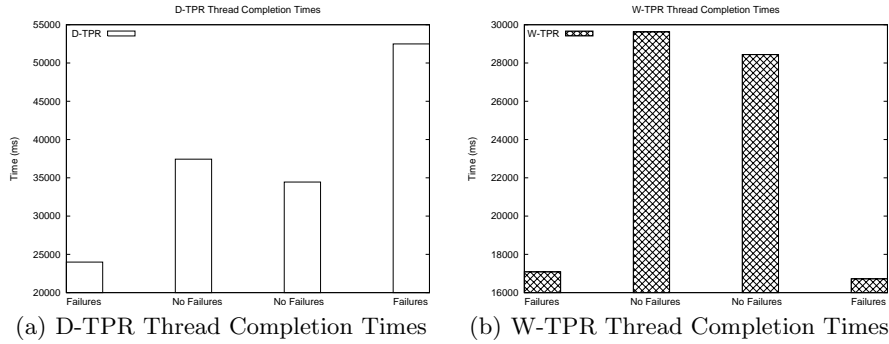 D-TPR Thread Completion Times
D-TPR
Time (ms)
55000
50000
45000
40000
35000
30000
25000
20000
Failures No Failures No Failures Failures
(a) D-TPR Thread Completion Times
W-TPR Thread Completion Times
W-TPR
Time (ms)
30000
28000
26000
24000
22000
20000
18000
16000
Failures No Failures No Failures Failures
(b) W-TPR Thread Completion Times